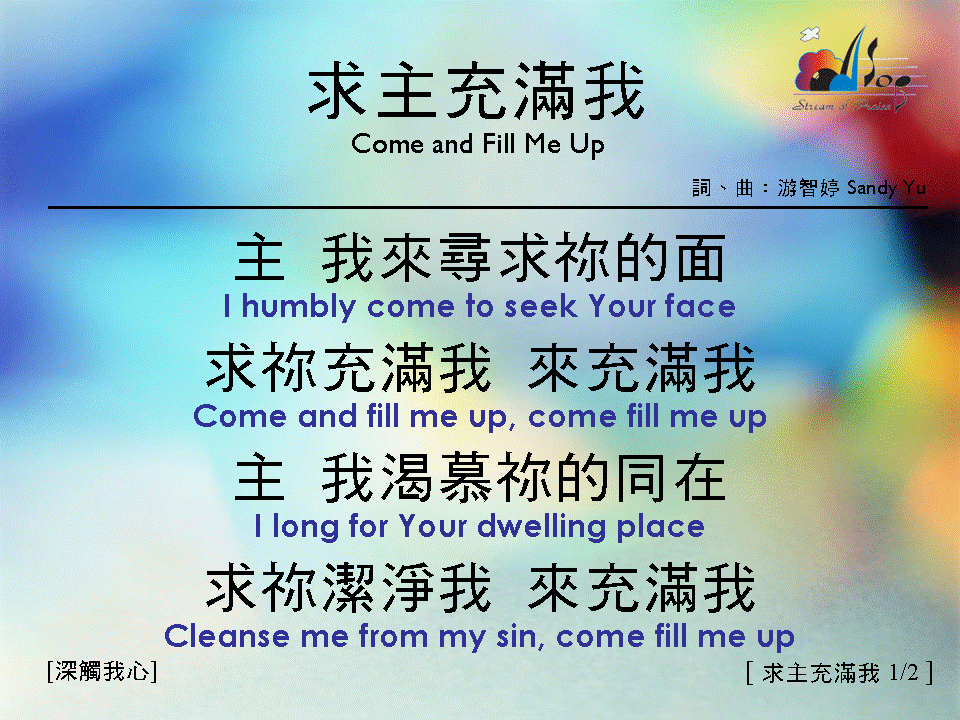 SOP
Stream of Praise
求主充滿我
Come and Fill Me Up
詞、曲：游智婷 Sandy Yu
主 我來尋求祢的面
I humbly come to seek Your face
求祢充滿我 來充滿我
Come and fill me up, come fill me up
主 我渴慕祢的同在
I long for Your dwelling place
求祢潔淨我 來充滿我
Cleanse me from my sin, come fill me up
[深觸我心]
[ 求主充滿我 1/2 ]